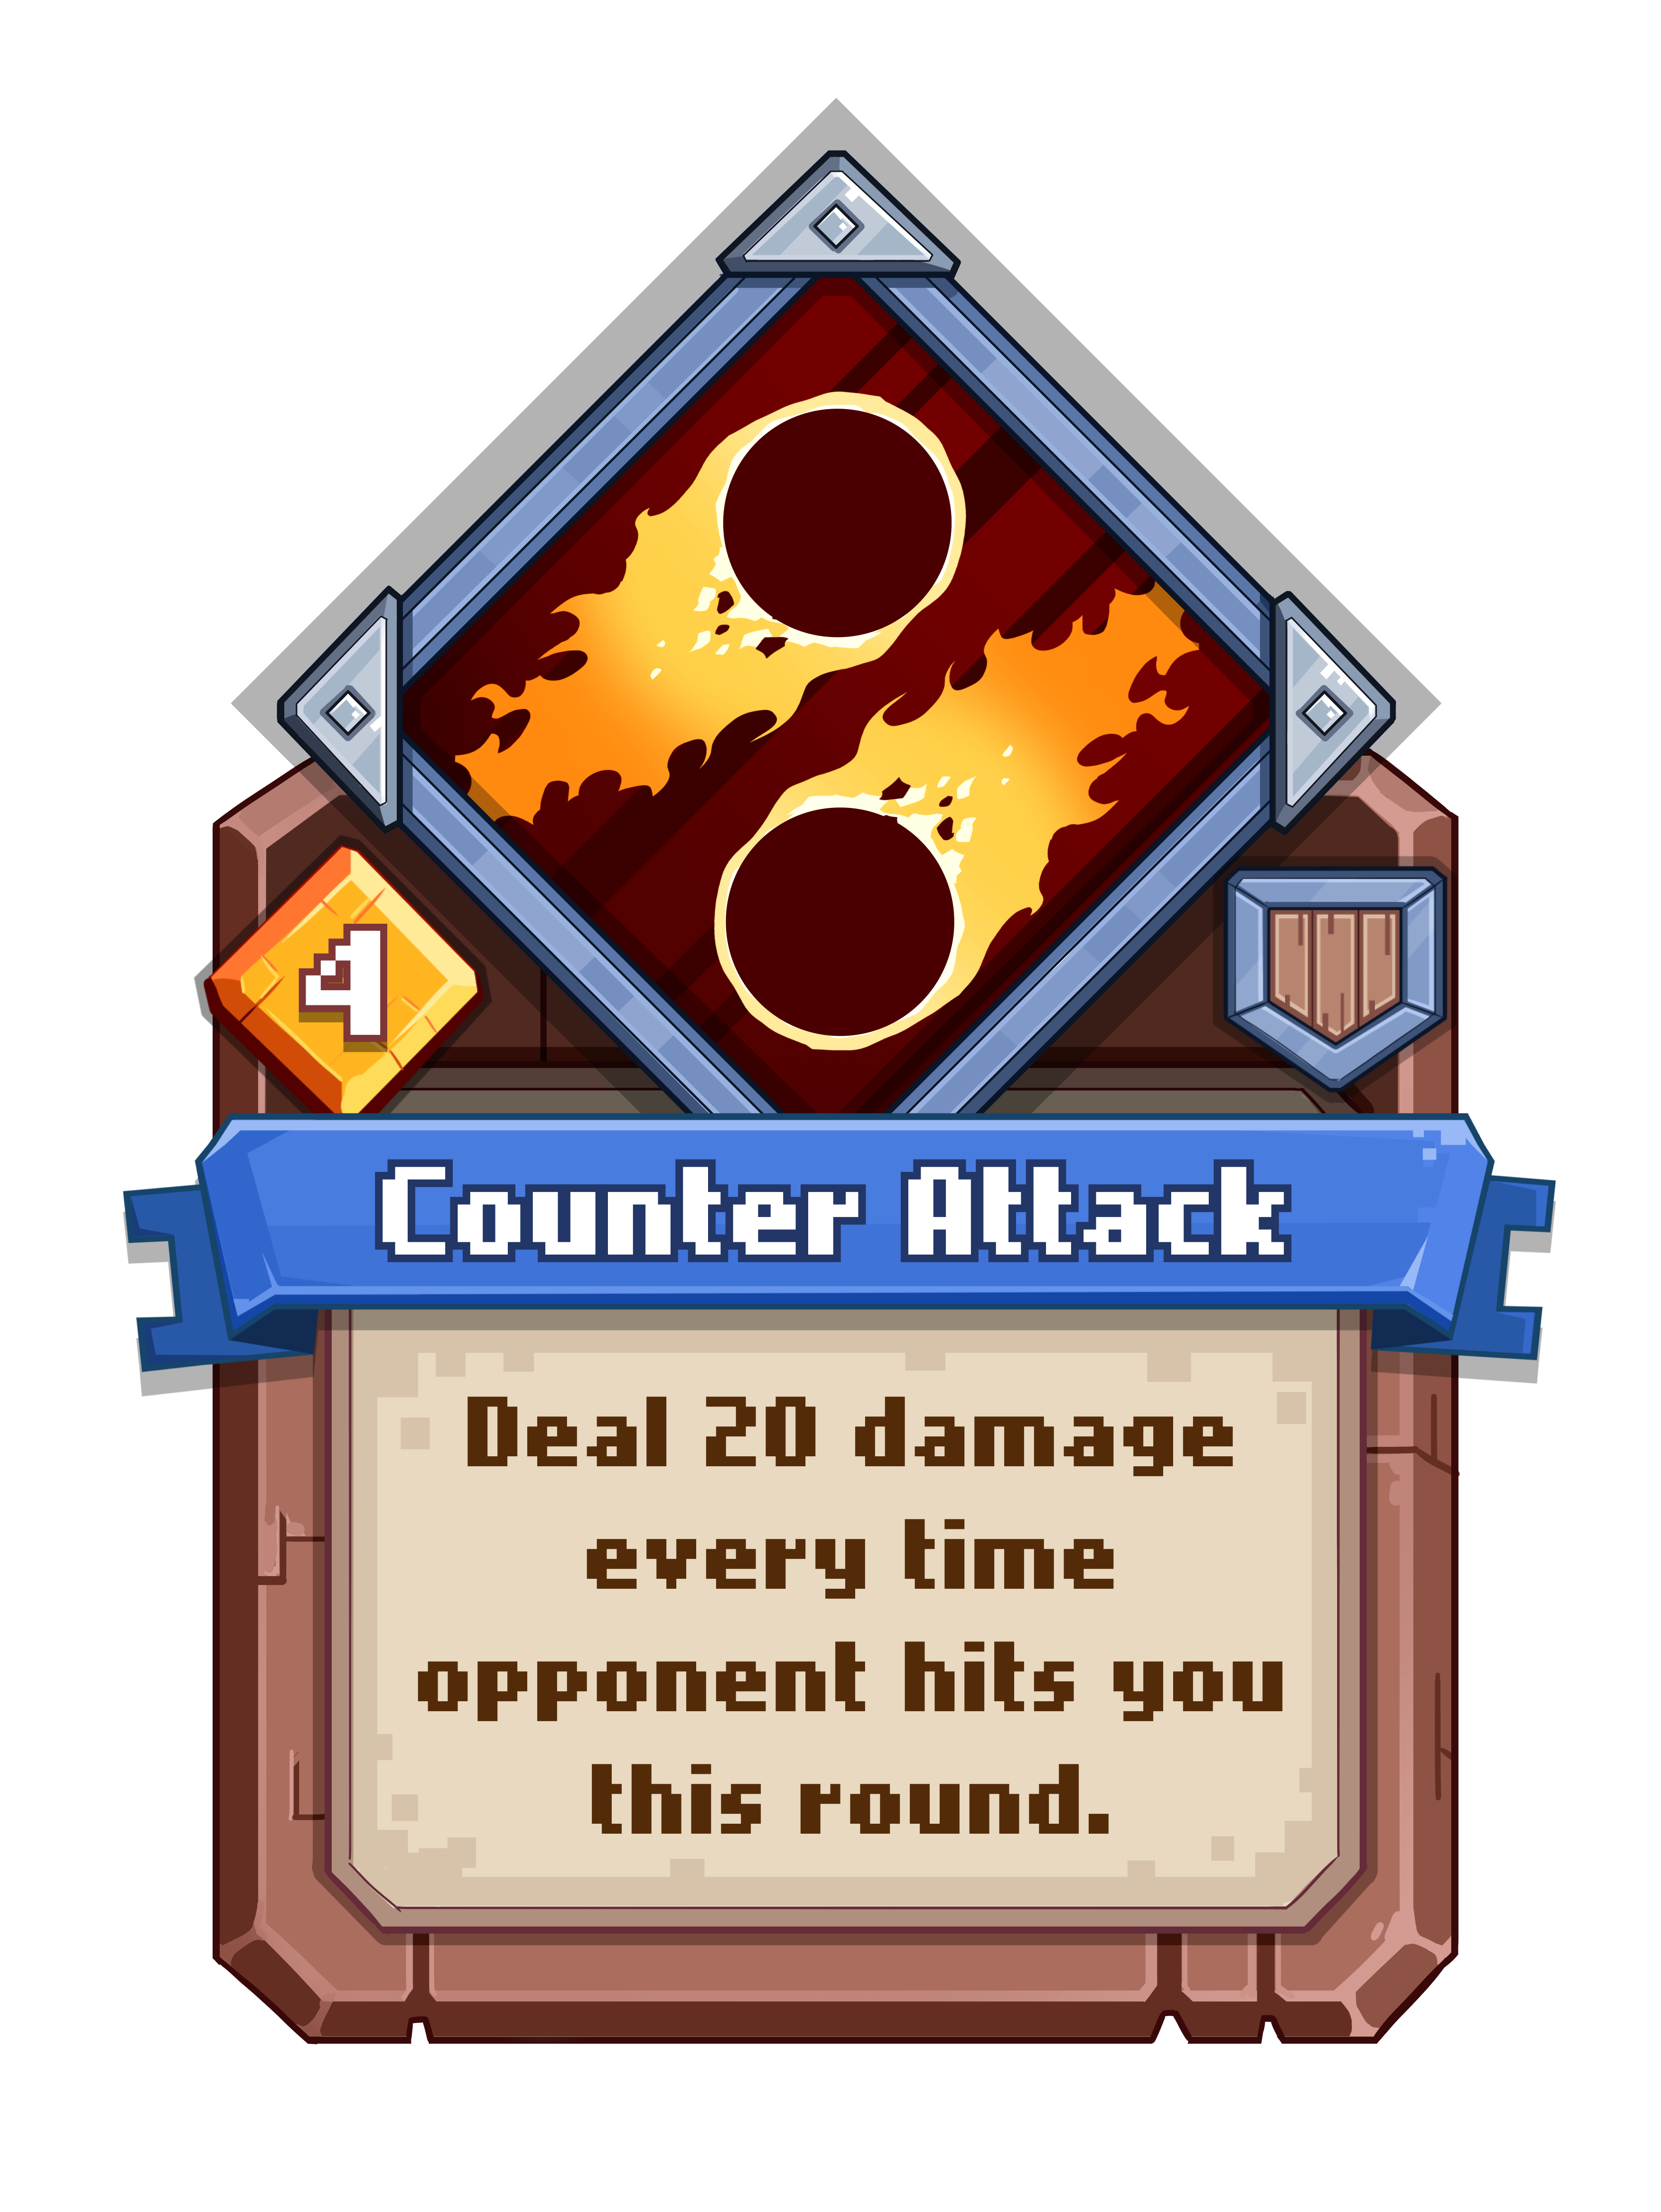 4
Counter Attack
Deal 20 damage
every time
opponent hits you
this round.